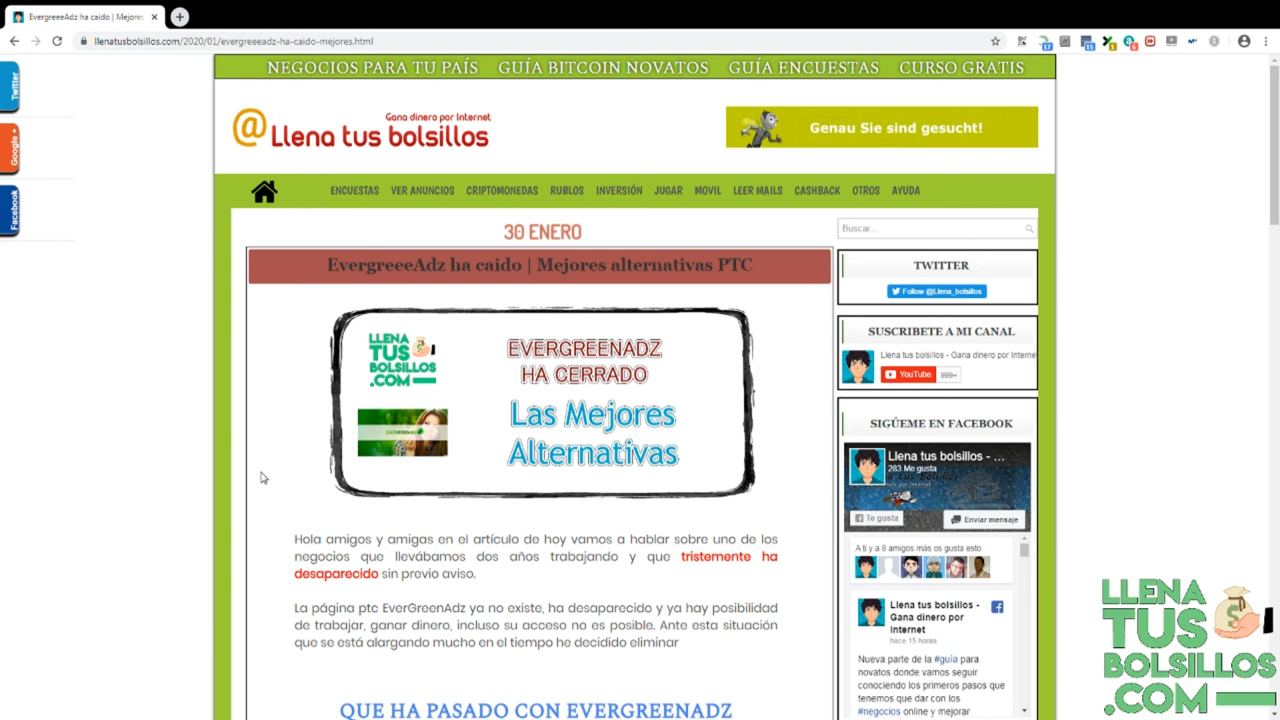 EvergreeeAdz ha caido | Mejores
llenatusbolsillos.com/2020/01/evergreeeadz-ha-caido-mejores.html
Twitter
Google +
Facebook
NEGOCIOS PARA TU PAÍS GUÍA BITCOIN NOVATOS GUÍA ENCUESTAS CURSO GRATIS
Gana dinero por Internet
@Llena tus bolsillos
Genau Sie sind gesucht!
ENCUESTAS VER ANUNCIOS CRIPTOMONEDAS RUBLOS INVERSIÓN JUGAR MOVIL LEER MAILS CASHBACK OTROS AYUDA
30 ENERO
EvergreeeAdz ha caido | Mejores alternativas PTC
LLENA
TUS
BOLSILLOS
.COM
EVERGREENADZ
HA CERRADO
Las Mejores
Alternativas
Hola amigos y amigas en el artículo de hoy vamos a hablar sobre uno de los
negocios que llevábamos dos años trabajando y que tristemente ha
desaparecido sin previo aviso.
La página ptc EverGreenAdz ya no existe, ha desaparecido y ya hay posibilidad
de trabajar, ganar dinero, incluso su acceso no es posible. Ante esta situación
que se está alargando mucho en el tiempo he decidido eliminar
QUE HA PASADO CON EVERGREENADZ
Buscar...
TWITTER
Follow @Llena_bolsillos
SUSCRIBETE A MI CANAL
Llena tus bolsillos - Gana dinero por Interne
YouTube 999+
SIGÚEME EN FACEBOOK
Llena tus bolsillos - ...
283 Me gusta
Te gusta
Enviar mensaje
A ti y a 8 amigos más os gusta esto
Llena tus bolsillos -
Gana dinero por
Internet
hace 15 horas
Nueva parte de la #guía para
novatos donde vamos seguir
conociendo los primeros pasos que
tenemos que dar con los
#negocios online y mejorar
LLENA
TUS
BOLSILLOS
.COM